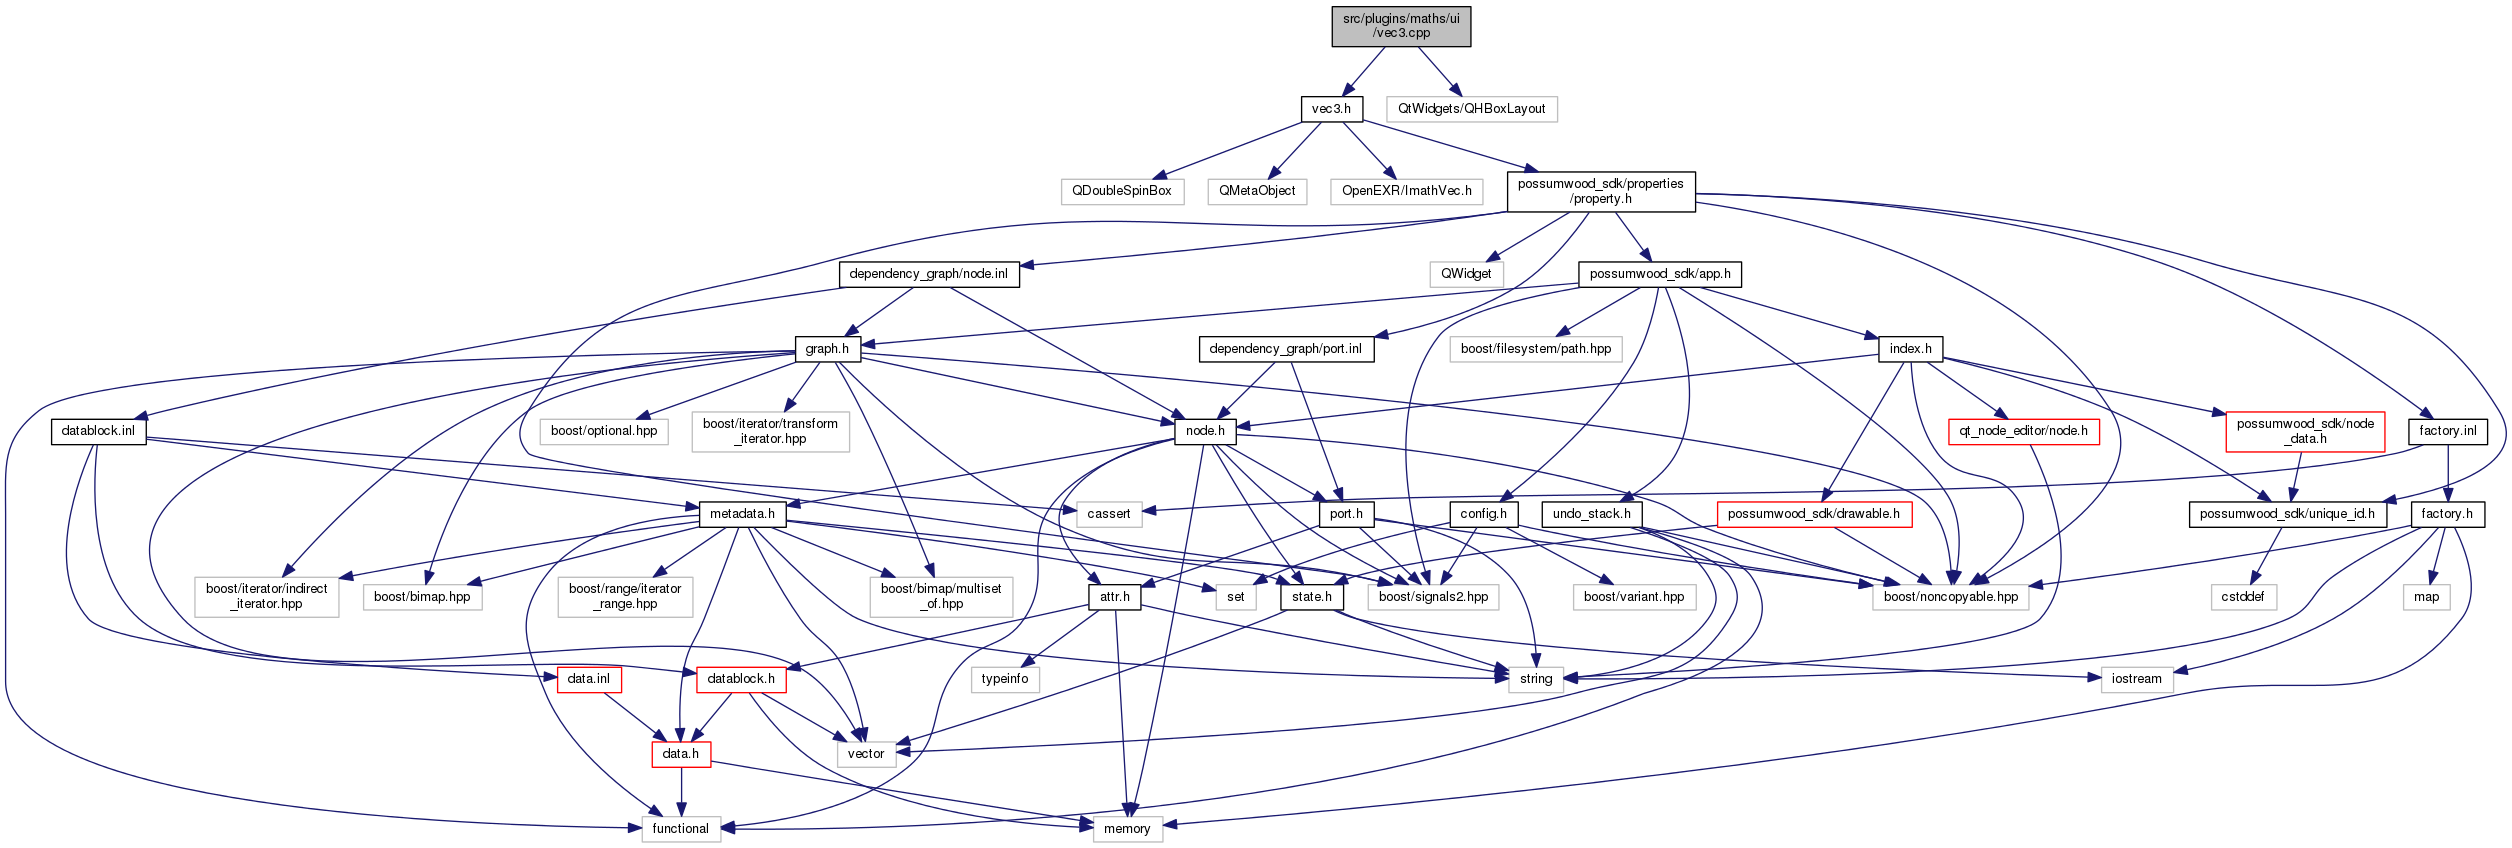 src/plugins/maths/ui
/vec3.cpp
vec3.h
QtWidgets/QHBoxLayout
QDoubleSpinBox
QMetaObject
OpenEXR/ImathVec.h
possumwood_sdk/properties
/property.h
dependency_graph/node.inl
QWidget
possumwood_sdk/app.h
graph.h
dependency_graph/port.inl
boost/filesystem/path.hpp
index.h
datablock.inl
boost/optional.hpp
boost/iterator/transform
_iterator.hpp
node.h
qt_node_editor/node.h
possumwood_sdk/node
_data.h
factory.inl
metadata.h
cassert
port.h
config.h
undo_stack.h
possumwood_sdk/drawable.h
possumwood_sdk/unique_id.h
factory.h
boost/iterator/indirect
_iterator.hpp
boost/bimap.hpp
boost/range/iterator
_range.hpp
boost/bimap/multiset
_of.hpp
attr.h
set
state.h
boost/signals2.hpp
boost/variant.hpp
boost/noncopyable.hpp
cstddef
map
data.inl
datablock.h
typeinfo
string
iostream
data.h
vector
functional
memory